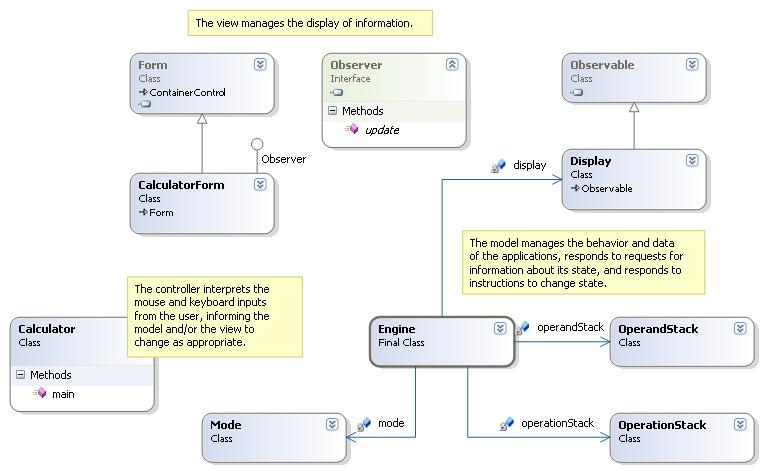 The view manages the display of information.
Form
Class
ContainerControl
Observer
Interface
Methods
update
Observable
Class
Observer
CalculatorForm
Class
Form
display
Display
Class
Observable
The model manages the behavior and data
of the applications, responds to requests for
information about its state, and responds to
instructions to change state.
The controller interprets the
mouse and keyboard inputs
from the user, informing the
model and/or the view to
change as appropriate.
Calculator
Class
Methods
main
Engine
Final Class
operandStack
OperandStack
Class
Mode
Class
mode
operationStack
OperationStack
Class